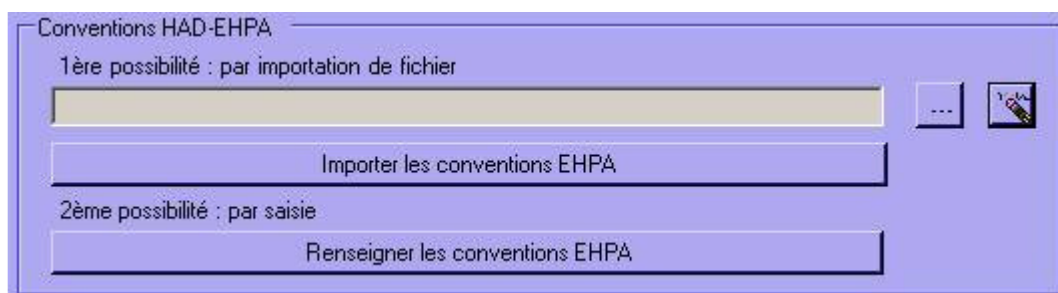 Conventions HAD-EHPA
1ère possibilité : par importation de fichier
...
Importer les conventions EHPA
2ème possibilité : par saisie
Renseigner les conventions EHPA